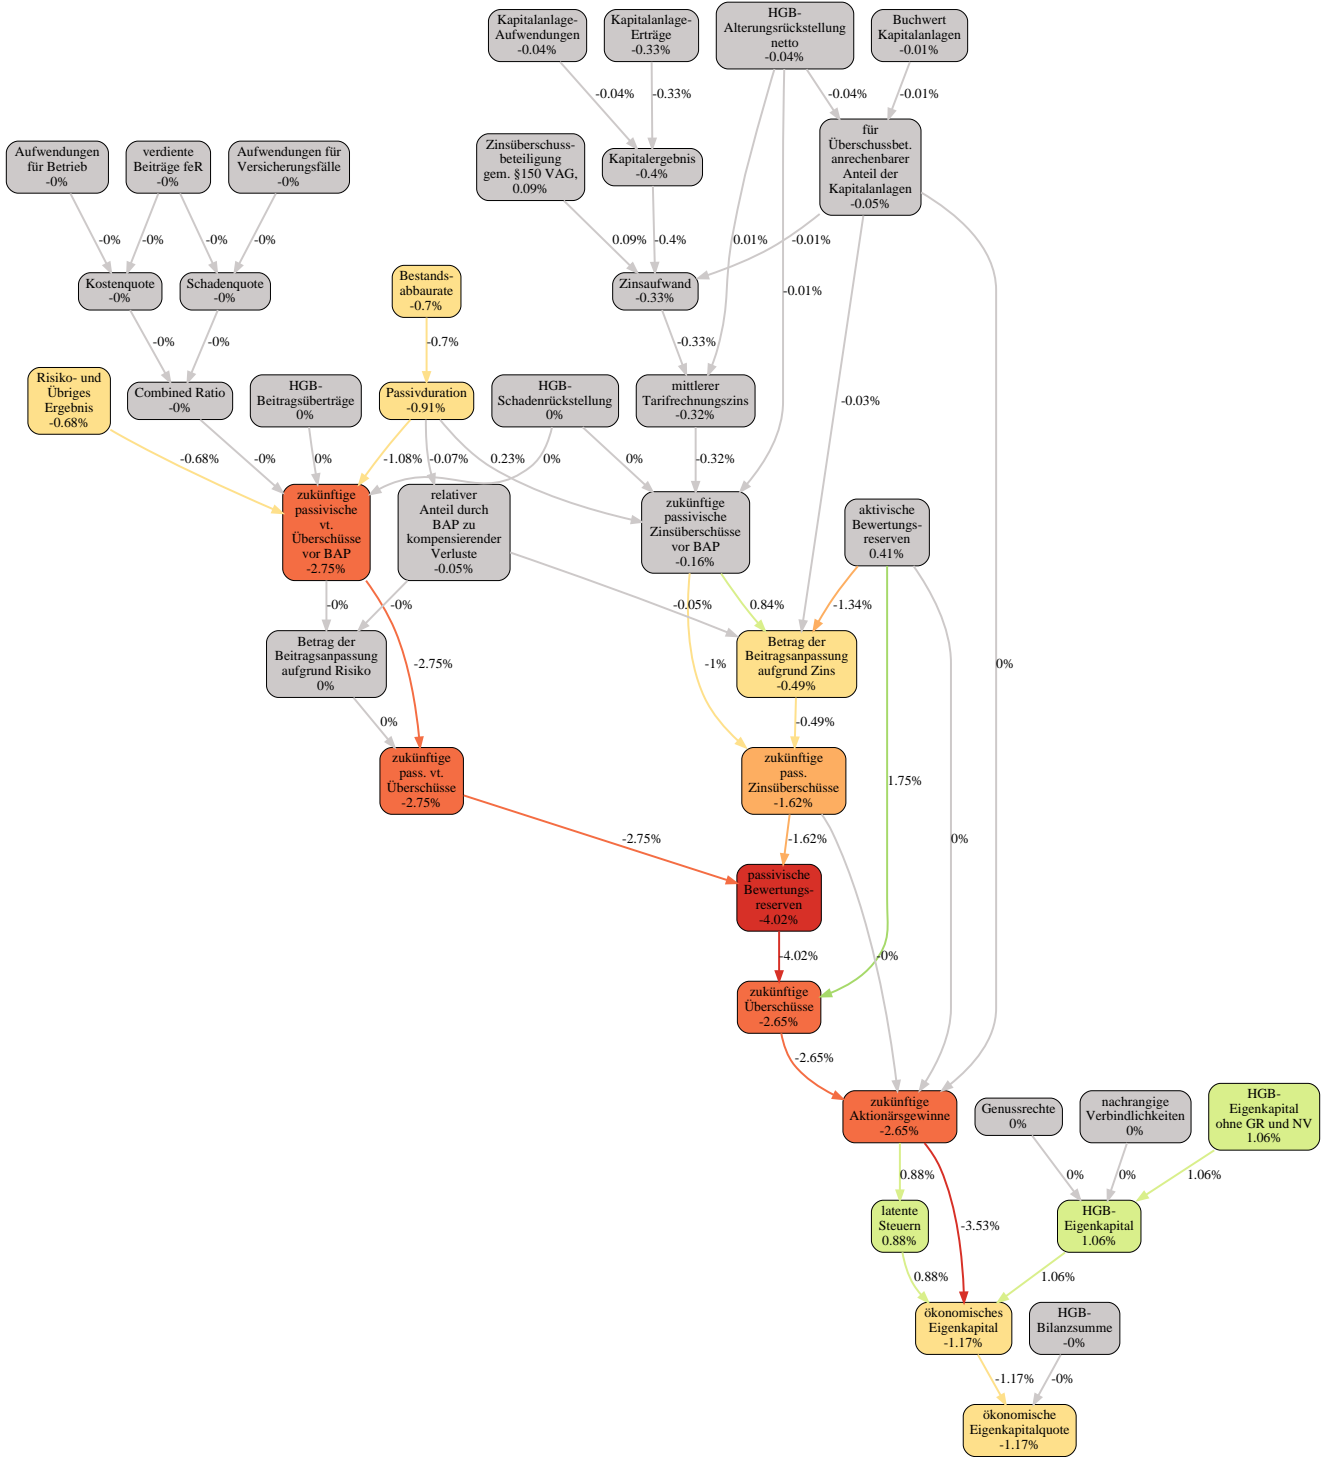 Kapitalanlage-
Aufwendungen
-0.04%
Kapitalanlage-
Erträge
-0.33%
HGB-
Alterungsrückstellung
netto
-0.04%
Buchwert
Kapitalanlagen
-0.01%
-0.04%
-0.33%
-0.04%
-0.01%
Aufwendungen
für Betrieb
-0%
verdiente
Beiträge feR
-0%
Aufwendungen für
Versicherungsfälle
-0%
Zinsüberschuss-
beteiligung
gem. §150 VAG,
0.09%
Kapitalergebnis
-0.4%
für
Überschussbet.
anrechenbarer
Anteil der
Kapitalanlagen
-0.05%
-0%
-0%
-0%
-0%
0.09%
-0.4%
0.01%
-0.01%
Kostenquote
-0%
Schadenquote
-0%
Bestands-
abbaurate
-0.7%
Zinsaufwand
-0.33%
-0.01%
-0%
-0%
-0.7%
-0.33%
Risiko- und
Übriges
Ergebnis
-0.68%
Combined Ratio
-0%
HGB-
Beitragsüberträge
0%
Passivduration
-0.91%
HGB-
Schadenrückstellung
0%
mittlerer
Tarifrechnungszins
-0.32%
-0.03%
-0.68%
-0%
0%
-1.08%
-0.07%
0.23%
0%
0%
-0.32%
zukünftige
passivische
vt.
Überschüsse
vor BAP
-2.75%
relativer
Anteil durch
BAP zu
kompensierender
Verluste
-0.05%
zukünftige
passivische
Zinsüberschüsse
vor BAP
-0.16%
aktivische
Bewertungs-
reserven
0.41%
-0%
-0%
-0.05%
0.84%
-1.34%
Betrag der
Beitragsanpassung
aufgrund Risiko
0%
-2.75%
-1%
Betrag der
Beitragsanpassung
aufgrund Zins
-0.49%
0%
0%
-0.49%
zukünftige
pass. vt.
Überschüsse
-2.75%
zukünftige
pass.
Zinsüberschüsse
-1.62%
1.75%
-2.75%
-1.62%
0%
passivische
Bewertungs-
reserven
-4.02%
-4.02%
-0%
zukünftige
Überschüsse
-2.65%
-2.65%
zukünftige
Aktionärsgewinne
-2.65%
Genussrechte
0%
nachrangige
Verbindlichkeiten
0%
HGB-
Eigenkapital
ohne GR und NV
1.06%
0.88%
0%
0%
1.06%
latente
Steuern
0.88%
-3.53%
HGB-
Eigenkapital
1.06%
0.88%
1.06%
ökonomisches
Eigenkapital
-1.17%
HGB-
Bilanzsumme
-0%
-1.17%
-0%
ökonomische
Eigenkapitalquote
-1.17%